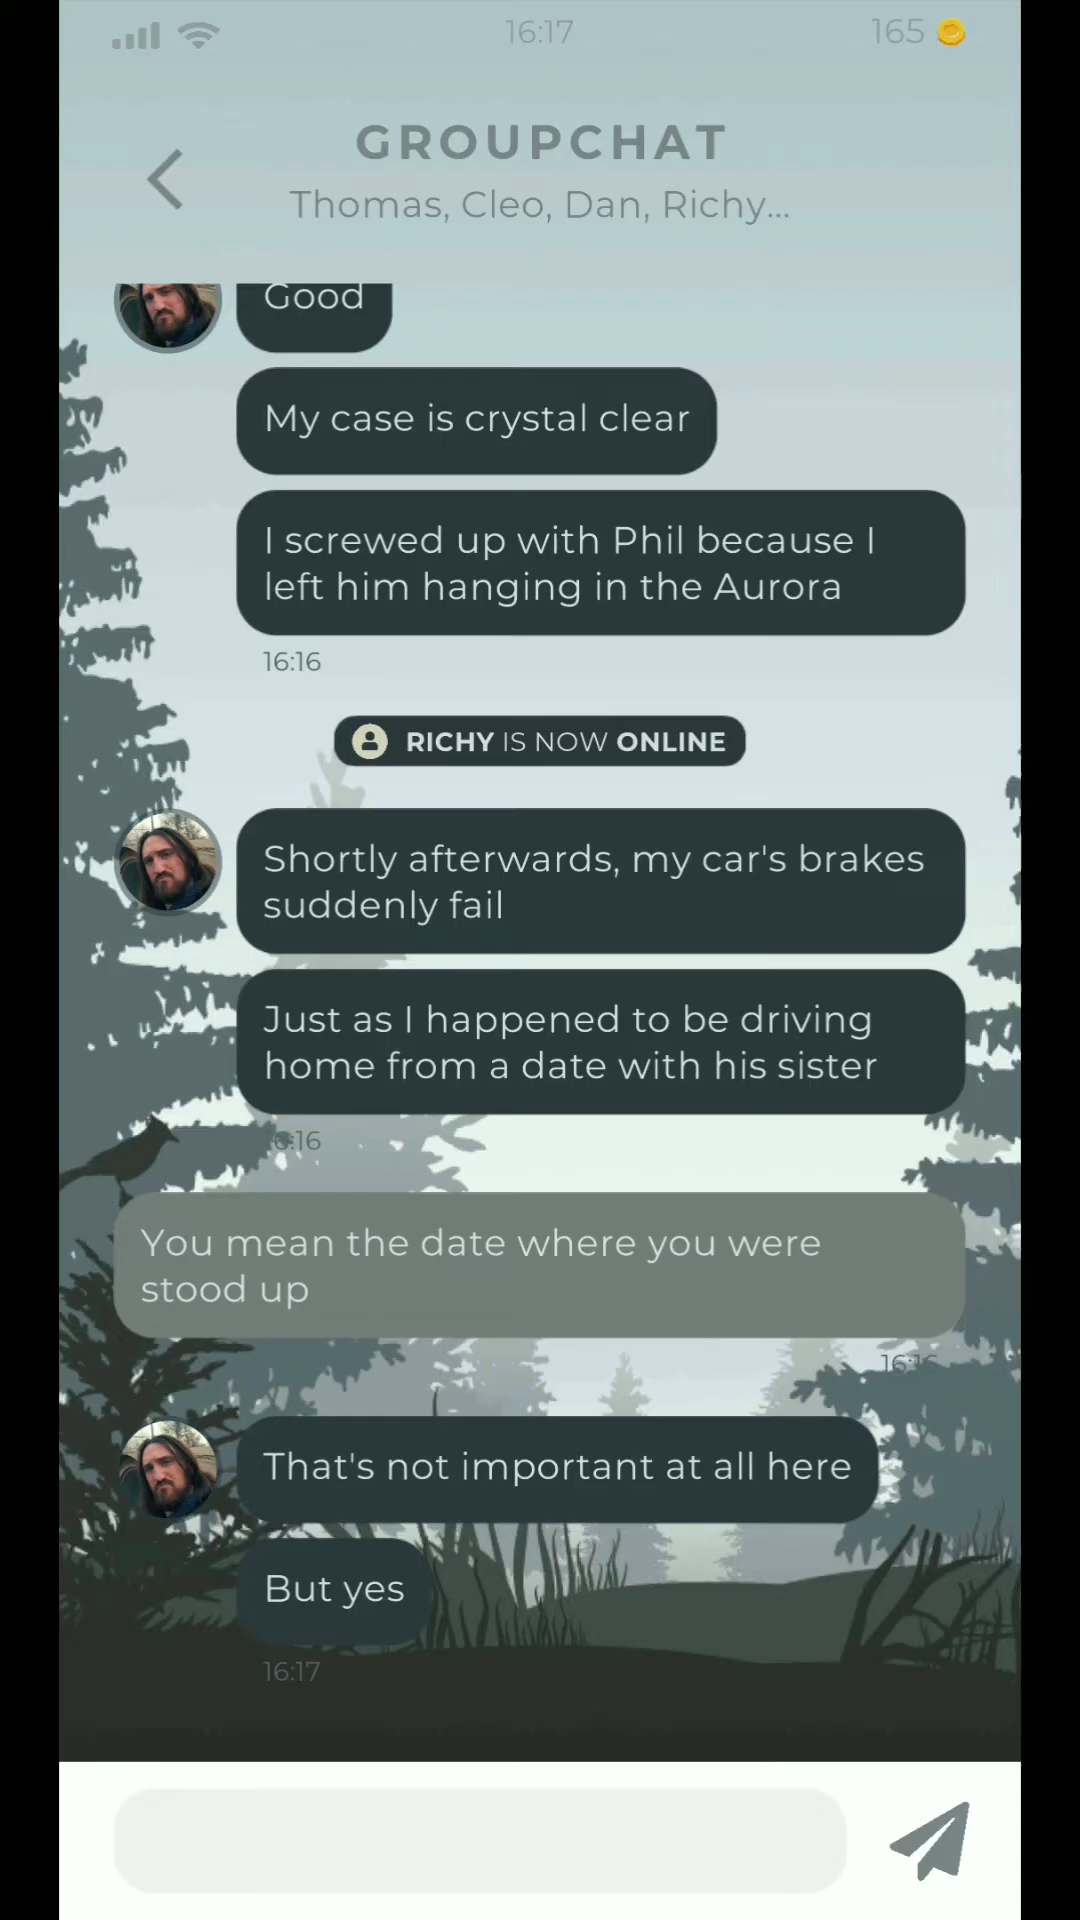 16:17
165
GROUPCHAT
Thomas, Cleo, Dan, Richy...
Good
My case is crystal clear
I screwed up with Phil because I
left him hanging in the Aurora
16:16
RICHY IS NOW ONLINE
Shortly afterwards, my car's brakes
suddenly fail
Just as I happened to be driving
home from a date with his sister
16:16
You mean the date where you were
stood up
16:16
That's not important at all here
But yes
16:17